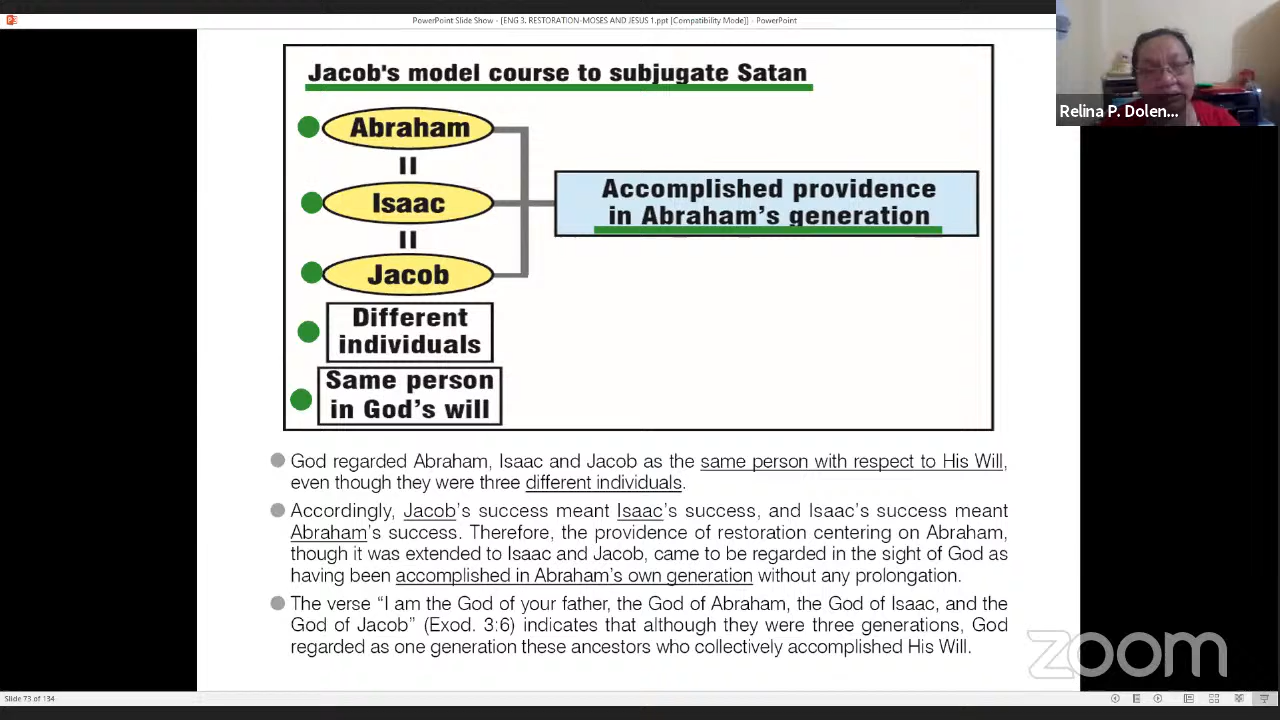 PowerPoint Slide Show - [ENG 3. RESTORATION-MOSES AND JESUS 1.ppt [Compatibility Mode]] - PowerPoint
Relina P. Dolen...
Jacob's model course to subjugate Satan
Abraham
=
Isaac
=
Jacob
Accomplished providence
in Abraham's generation
Different
individuals
Same person
in God's will
God regarded Abraham, Isaac and Jacob as the same person with respect to His Will,
even though they were three different individuals.
Accordingly, Jacob's success meant Isaac's success, and Isaac's success meant
Abraham's success. Therefore, the providence of restoration centering on Abraham,
though it was extended to Isaac and Jacob, came to be regarded in the sight of God as
having been accomplished in Abraham's own generation without any prolongation.
The verse “I am the God of your father, the God of Abraham, the God of Isaac, and the
God of Jacob” (Exod. 3:6) indicates that although they were three generations, God
regarded as one generation these ancestors who collectively accomplished His Will.
zoom
Slide 73 of 134